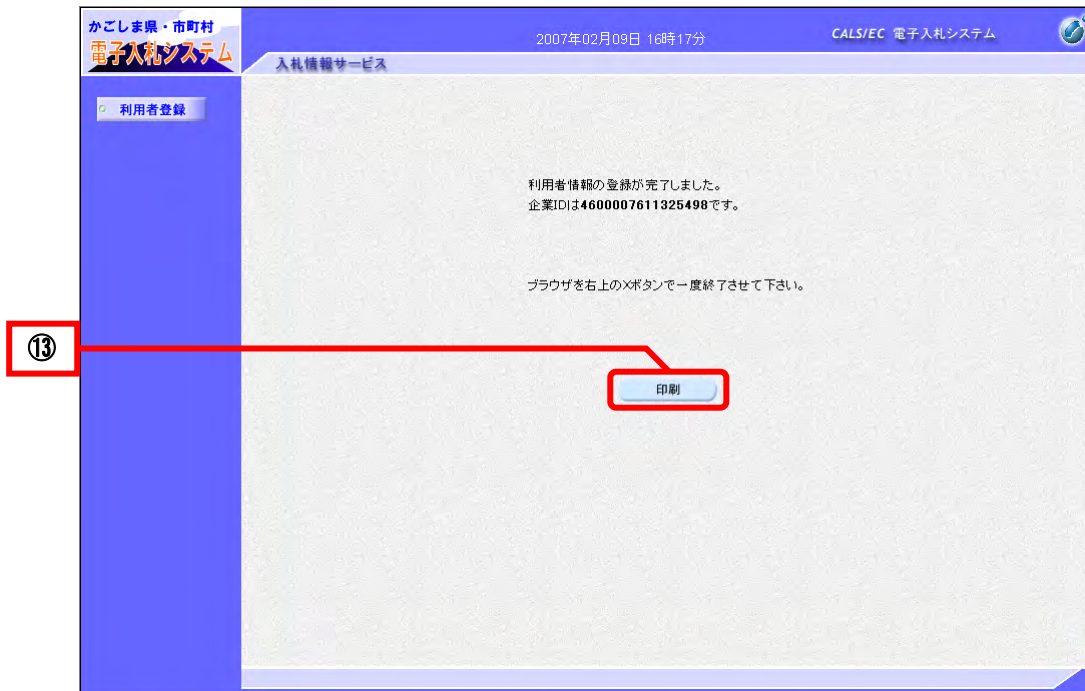 かごしま県・市町村
電子入札システム
2007年02月09日 16時17分
CALS/EC 電子入札システム
入札情報サービス
利用者登録
利用者情報の登録が完了しました。
企業IDは4600007611325498です。
ブラウザを右上の×ボタンで一度終了させて下さい。
⑬
印刷